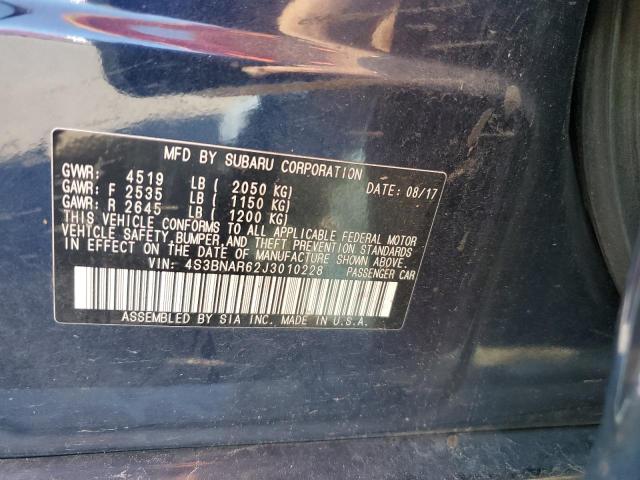 MFD BY SUBARU CORPORATION
GVWR: 4519 LB ( 2050 KG) DATE: 08/17
GAWR: F 2535 LB ( 1150 KG)
GAWR: R 2645 LB ( 1200 KG)
THIS VEHICLE CONFORMS TO ALL APPLICABLE FEDERAL MOTOR
VEHICLE SAFETY, BUMPER, AND THEFT PREVENTION STANDARDS
IN EFFECT ON THE DATE OF MANUFACTURE SHOWN ABOVE.
VIN: 4S3BNAR62J3010228 PASSENGER CAR
ASSEMBLED BY SIA INC. MADE IN U.S.A.